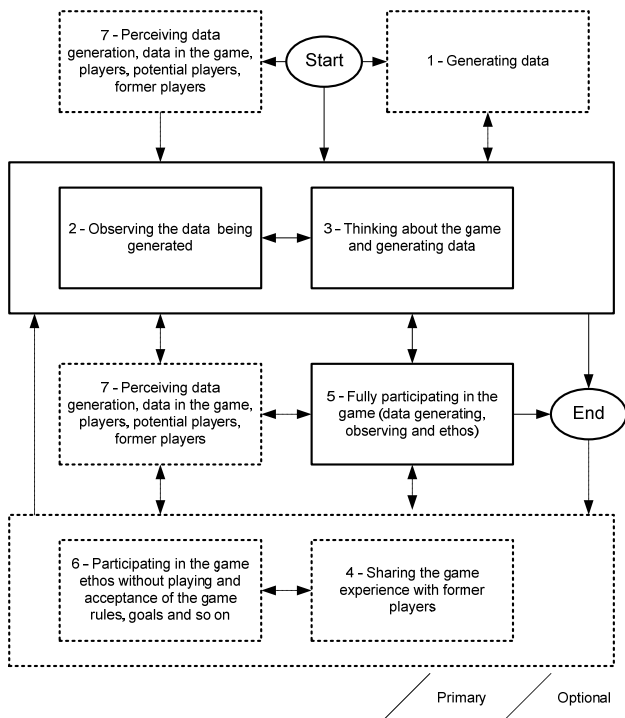 7 - Perceiving data
generation, data in the game,
players, potential players,
former players
Start
1 - Generating data
2 - Observing the data being
generated
3 - Thinking about the game
and generating data
7 - Perceiving data
generation, data in the game,
players, potential players,
former players
5 - Fully participating in the
game (data generating,
observing and ethos)
End
6 - Participating in the game
ethos without playing and
acceptance of the game
rules, goals and so on
4 - Sharing the game
experience with former
players
Primary
Optional